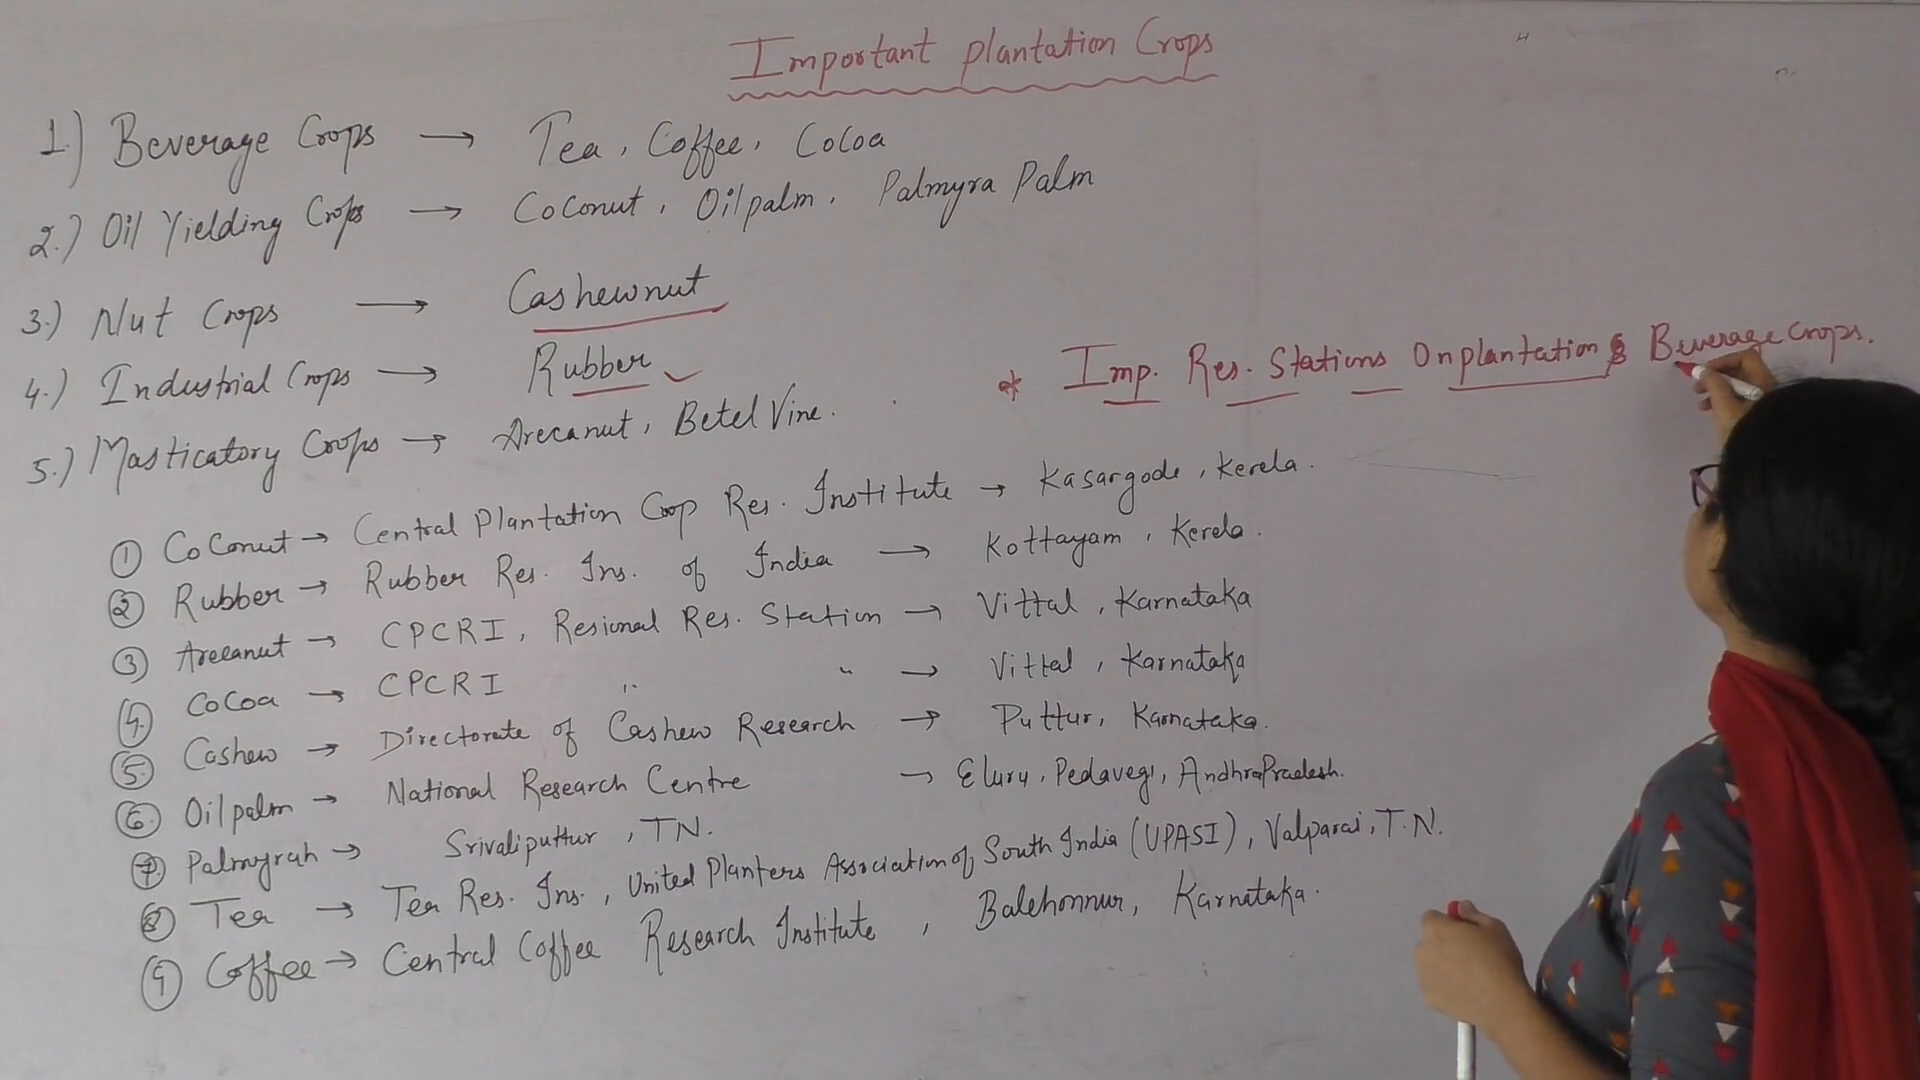 Important Plantation Crops
1.) Beverage Crops → Tea, Coffee, Cocoa
2.) Oil Yielding Crops → Coconut, Oilpalm, Palmyra Palm
3.) Nut Crops → Cashewnut
4.) Industrial Crops → Rubber
5.) Masticatory Crops → Arecanut, Betel Vine.
* Imp. Res. Stations On plantation & Beverage Crops.
① Coconut → Central Plantation Crop Res. Institute → Kasargode, Kerela.
② Rubber → Rubber Res. Ins. of India → Kottayam, Kerela.
③ Arecanut → CPCRI, Resional Res. Station → Vittal, Karnataka
④ Cocoa → CPCRI " " → Vittal, Karnataka
⑤ Cashew → Directorate of Cashew Research → Puttur, Karnataka.
⑥ Oilpalm → National Research Centre → Eluru, Pedavegi, Andhra Pradesh.
⑦ Palmyrah → Srivaliputtur, TN.
⑧ Tea → Tea Res. Ins., United Planters Association of South India (UPASI), Valparai, T.N.
⑨ Coffee → Central Coffee Research Institute, Balehonnur, Karnataka.